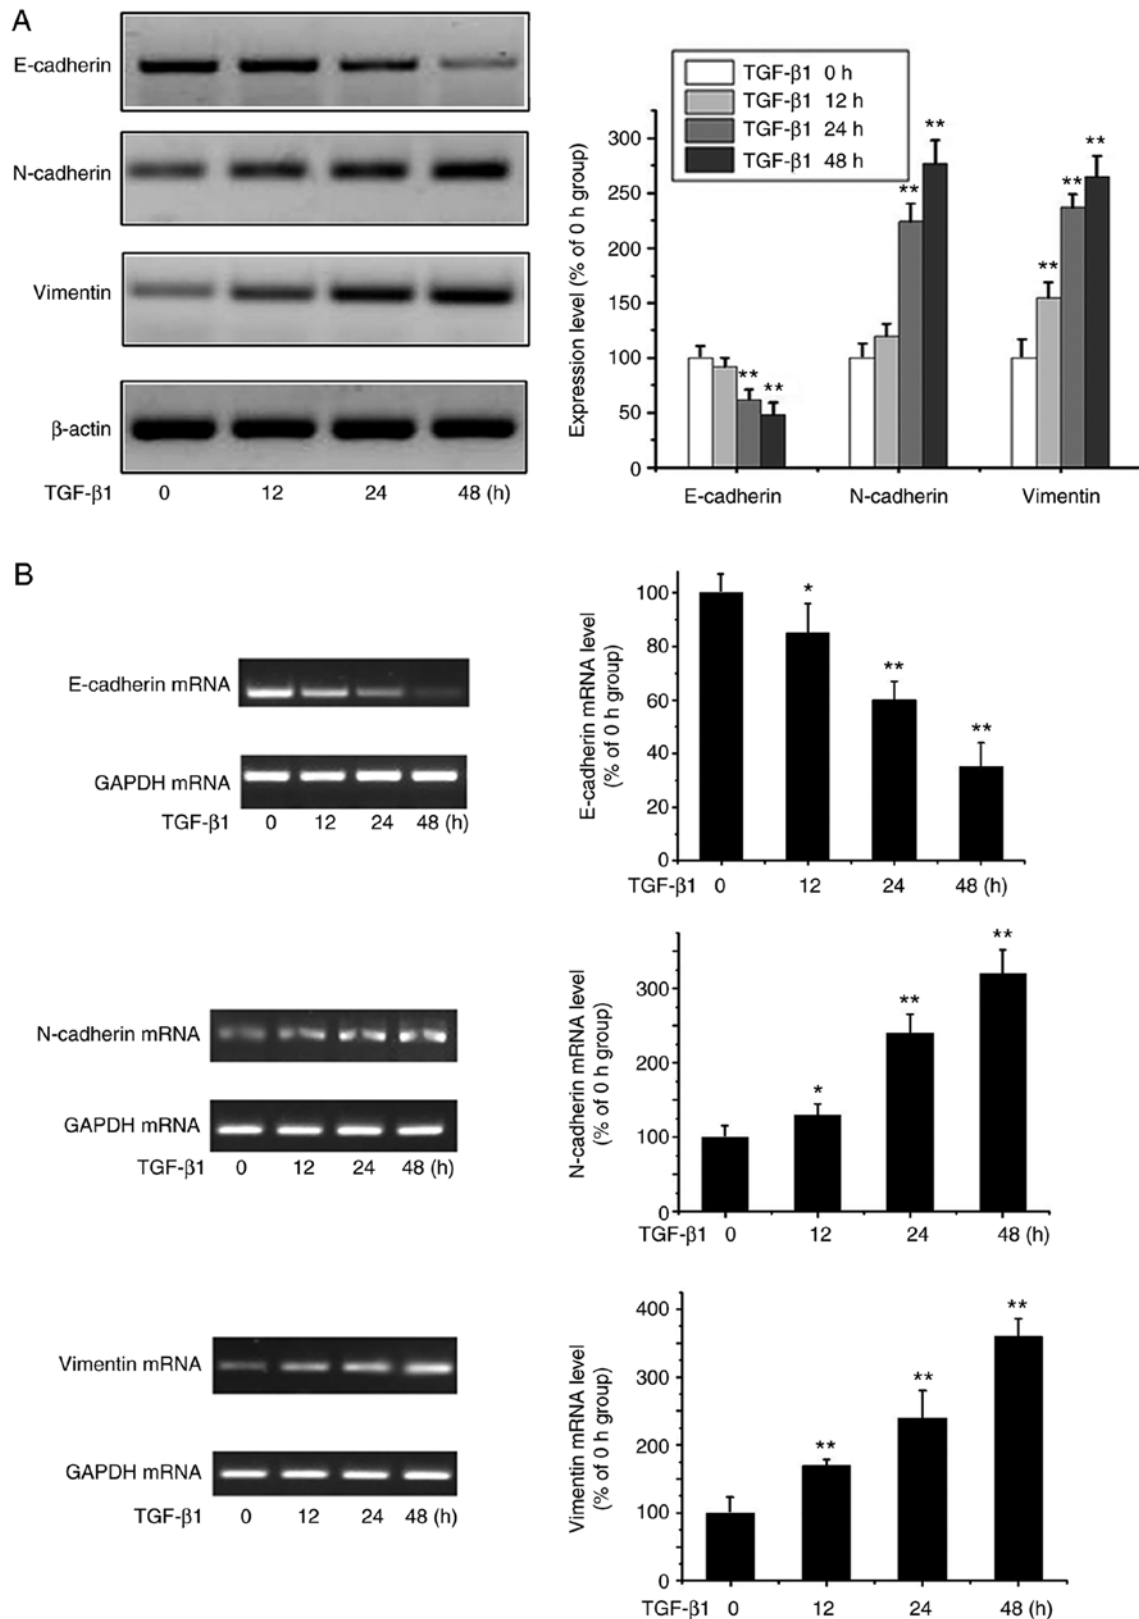 A
E-cadherin
N-cadherin
Vimentin
β-actin
TGF-β1 0 12 24 48 (h)
TGF-β1 0 h
TGF-β1 12 h
TGF-β1 24 h
TGF-β1 48 h
Expression level (% of 0 h group)
300
250
200
150
100
50
0
** ** ** ** ** ** **
E-cadherin N-cadherin Vimentin
B
E-cadherin mRNA
GAPDH mRNA
TGF-β1 0 12 24 48 (h)
E-cadherin mRNA level
(% of 0 h group)
100
80
60
40
20
0
* ** **
TGF-β1 0 12 24 48 (h)
N-cadherin mRNA
GAPDH mRNA
TGF-β1 0 12 24 48 (h)
N-cadherin mRNA level
(% of 0 h group)
300
200
100
0
* ** **
TGF-β1 0 12 24 48 (h)
Vimentin mRNA
GAPDH mRNA
TGF-β1 0 12 24 48 (h)
Vimentin mRNA level
(% of 0 h group)
400
300
200
100
0
** ** **
TGF-β1 0 12 24 48 (h)